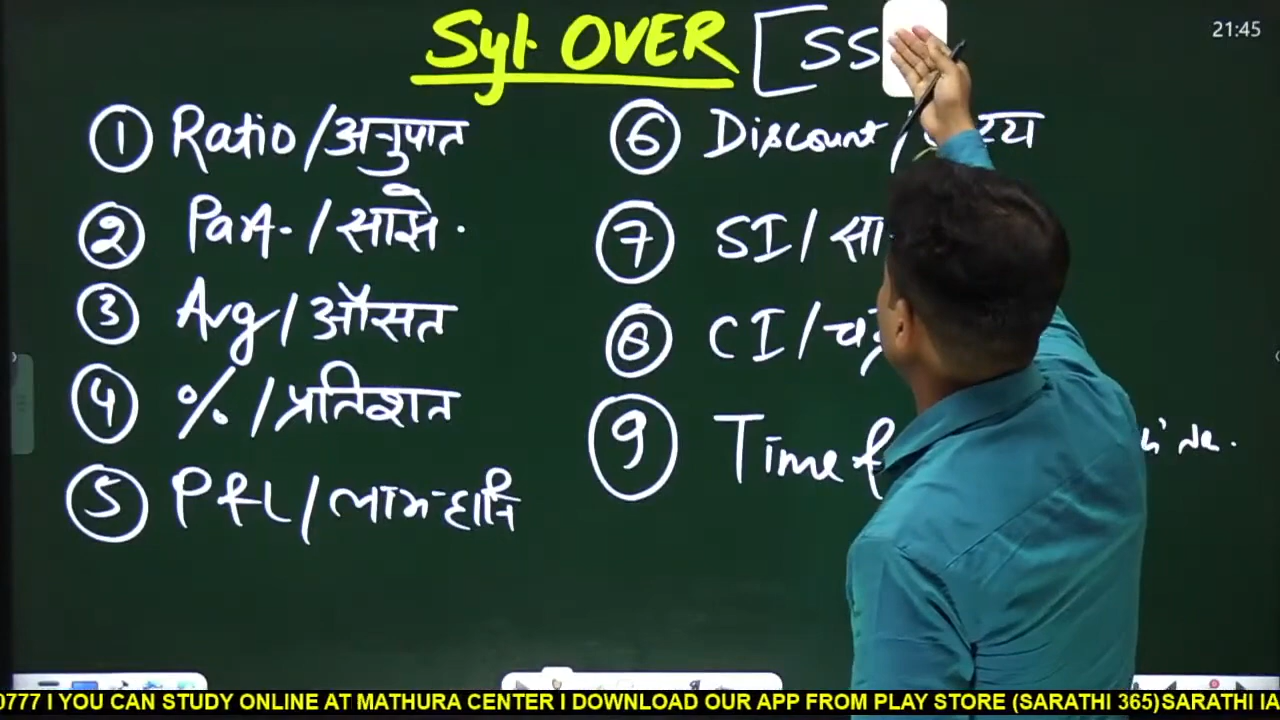 Syl. OVER [SS
21:45
① Ratio/अनुपात
② Part./साझे.
③ Avg/औसत
④ %/प्रतिशत
⑤ P&L/लाभ-हानि
⑥ Discount/
⑦ SI/सा
⑧ CI/
⑨ Time &
0777 I YOU CAN STUDY ONLINE AT MATHURA CENTER I DOWNLOAD OUR APP FROM PLAY STORE (SARATHI 365)SARATHI IA